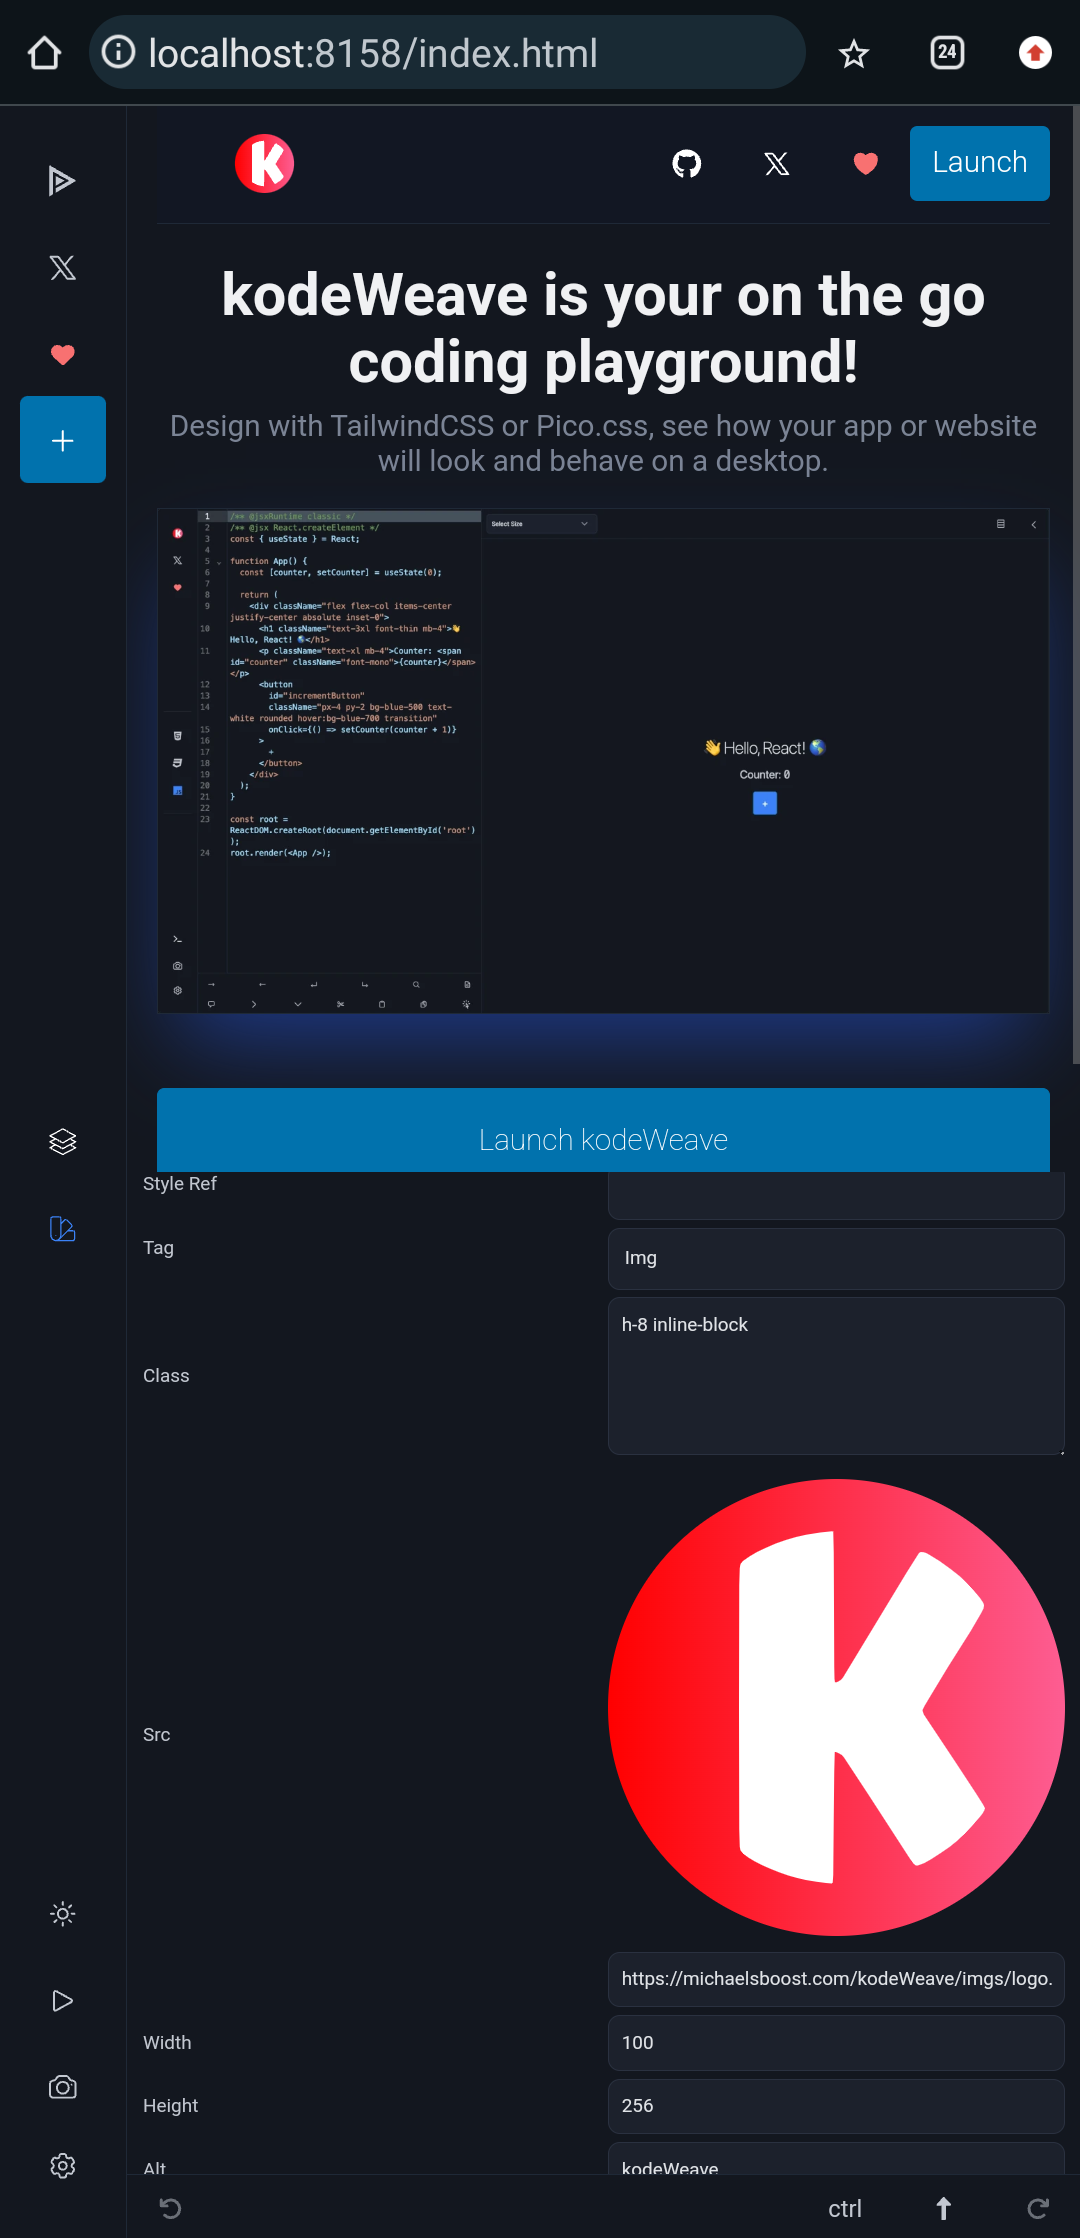 localhost:8158/index.html
24
Launch
kodeWeave is your on the go
coding playground!
Design with TailwindCSS or Pico.css, see how your app or website
will look and behave on a desktop.
1 /** @jsxRuntime classic */
2 /** @jsx React.createElement */
3 const { useState } = React;
4
5 function App() {
6 const [counter, setCounter] = useState(0);
7
8 return (
9 <div className="flex flex-col items-center
justify-center absolute inset-0">
10 <h1 className="text-3xl font-thin mb-4">👋
Hello, React! 🌎</h1>
11 <p className="text-xl mb-4">Counter: <span
id="counter" className="font-mono">{counter}</span>
</p>
12 <button
13 id="incrementButton"
14 className="px-4 py-2 bg-blue-500 text-
white rounded hover:bg-blue-700 transition"
15 onClick={() => setCounter(counter + 1)}
16 >
17 +
18 </button>
19 </div>
20 );
21 }
22
23 const root =
ReactDOM.createRoot(document.getElementById('root')
);
24 root.render(<App />);
Select Size
👋 Hello, React! 🌎
Counter: 0
+
Launch kodeWeave
Style Ref
Tag
Img
Class
h-8 inline-block
Src
K
https://michaelsboost.com/kodeWeave/imgs/logo.
Width
100
Height
256
Alt
kodeWeave
ctrl